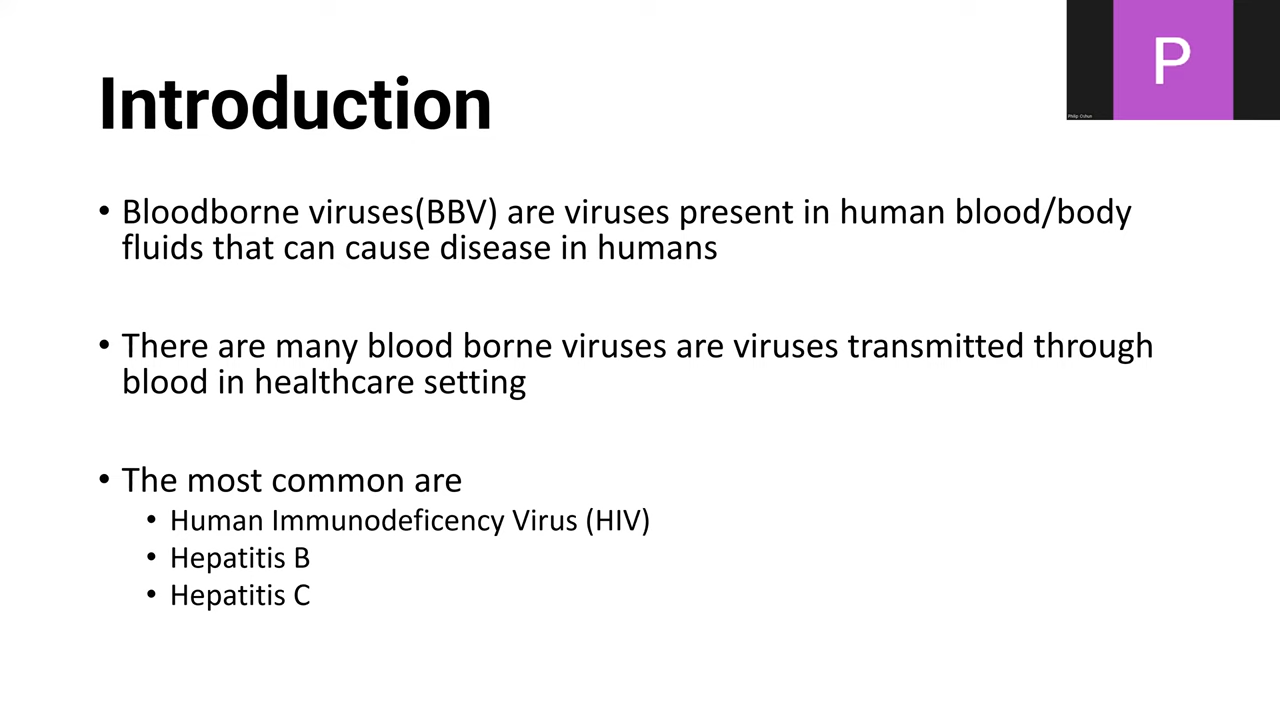 P
Introduction
• Bloodborne viruses(BBV) are viruses present in human blood/body
fluids that can cause disease in humans
• There are many blood borne viruses are viruses transmitted through
blood in healthcare setting
• The most common are
• Human Immunodeficency Virus (HIV)
• Hepatitis B
• Hepatitis C